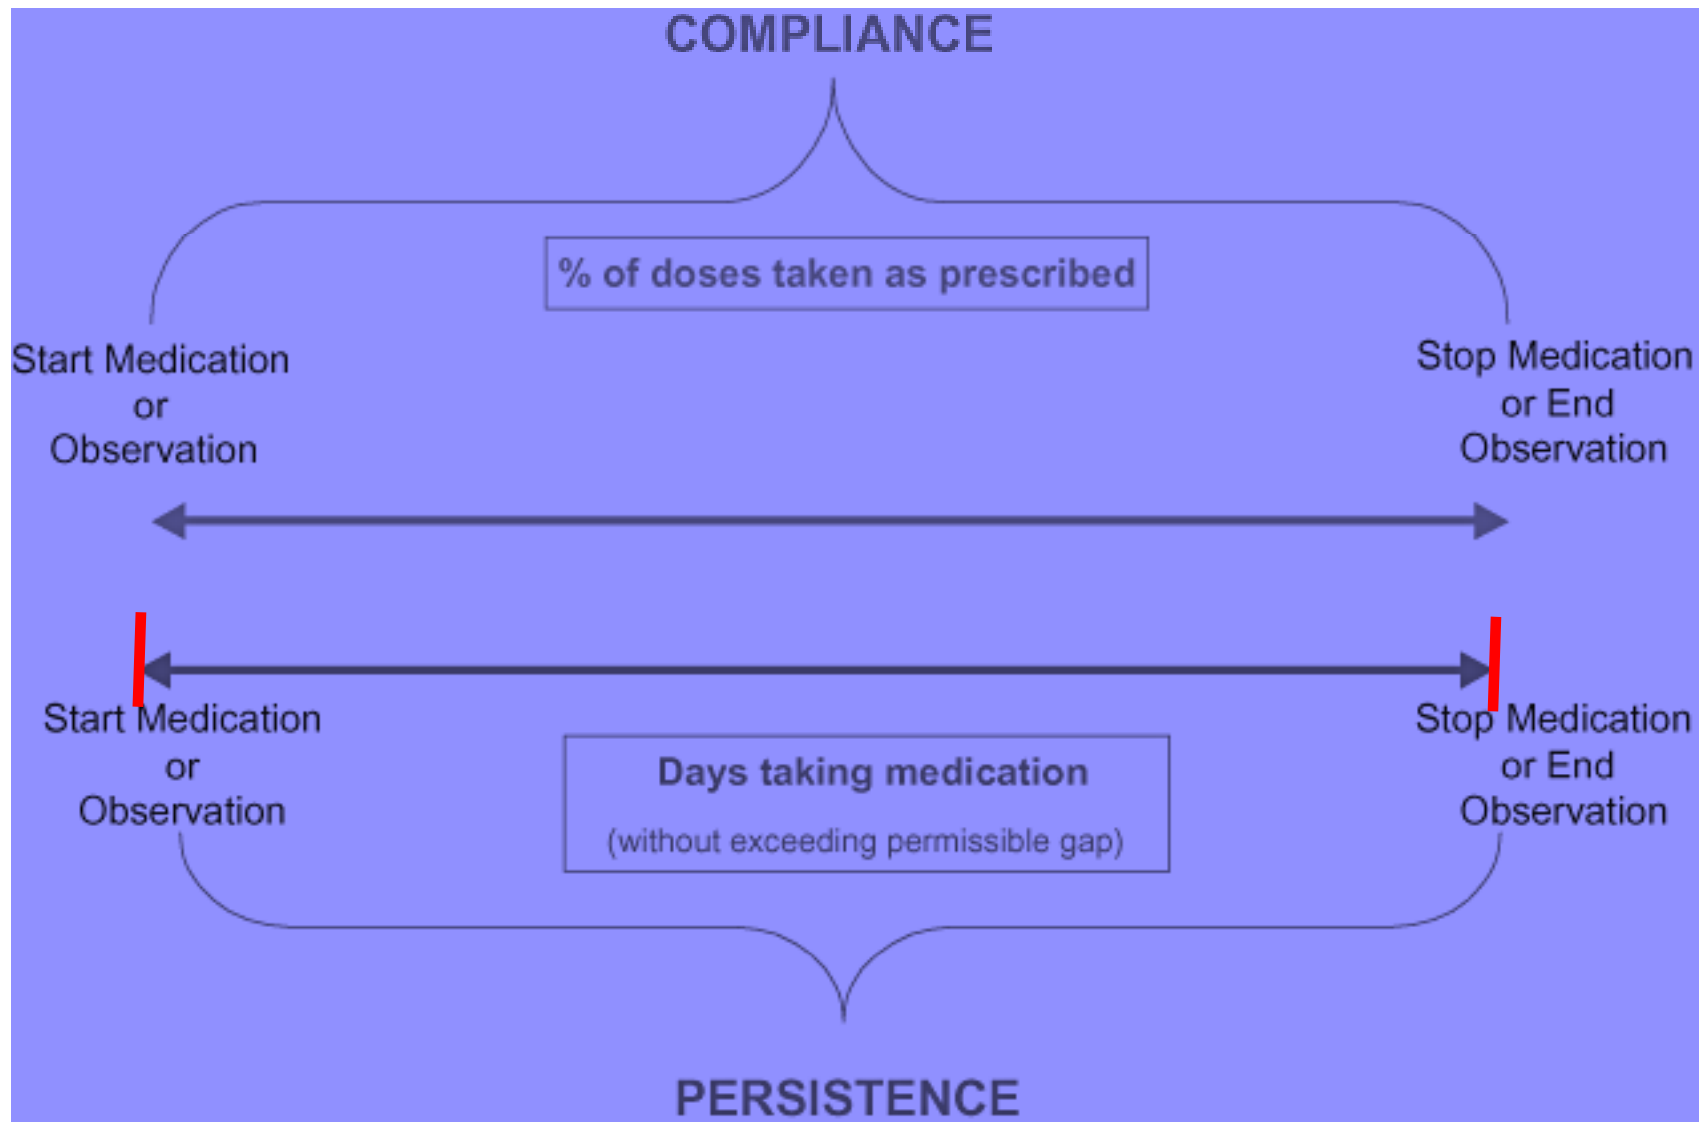 COMPLIANCE
% of doses taken as prescribed
Start Medication
or
Observation
Stop Medication
or End
Observation
Start Medication
or
Observation
Days taking medication
(without exceeding permissible gap)
Stop Medication
or End
Observation
PERSISTENCE